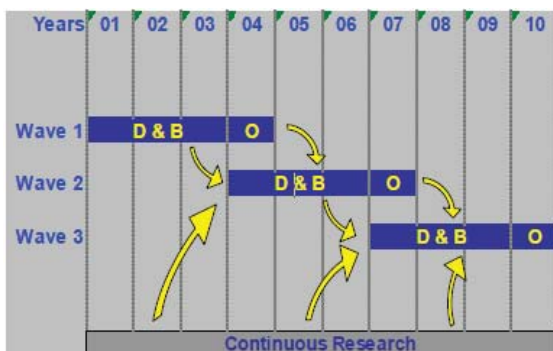 Years 01 02 03 04 05 06 07 08 09 10
Wave 1 D & B O
Wave 2 D & B O
Wave 3 D & B O
Continuous Research